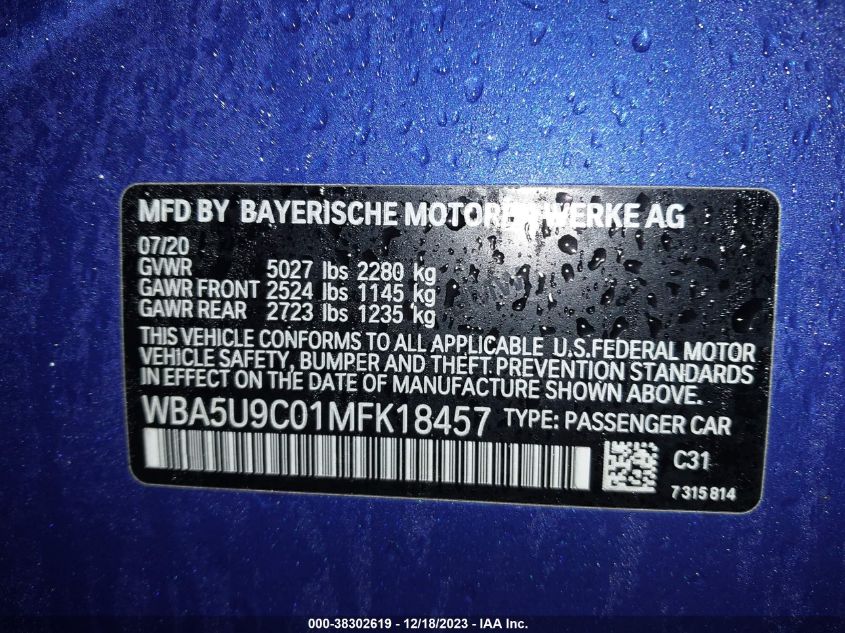 MFD BY BAYERISCHE MOTOREN WERKE AG
07/20
GVWR 5027 lbs 2280 kg
GAWR FRONT 2524 lbs 1145 kg
GAWR REAR 2723 lbs 1235 kg
THIS VEHICLE CONFORMS TO ALL APPLICABLE U.S.FEDERAL MOTOR
VEHICLE SAFETY, BUMPER AND THEFT PREVENTION STANDARDS
IN EFFECT ON THE DATE OF MANUFACTURE SHOWN ABOVE.
WBA5U9C01MFK18457 TYPE: PASSENGER CAR
C31
7315814
000-38302619 - 12/18/2023 - IAA Inc.